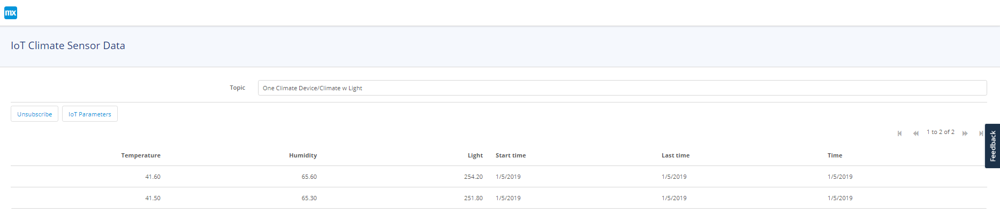 mx
IoT Climate Sensor Data
Topic One Climate Device/Climate w Light
Unsubscribe IoT Parameters
1 to 2 of 2
Feedback
Temperature Humidity Light Start time Last time Time
41.60 65.60 254.20 1/5/2019 1/5/2019 1/5/2019
41.50 65.30 251.80 1/5/2019 1/5/2019 1/5/2019